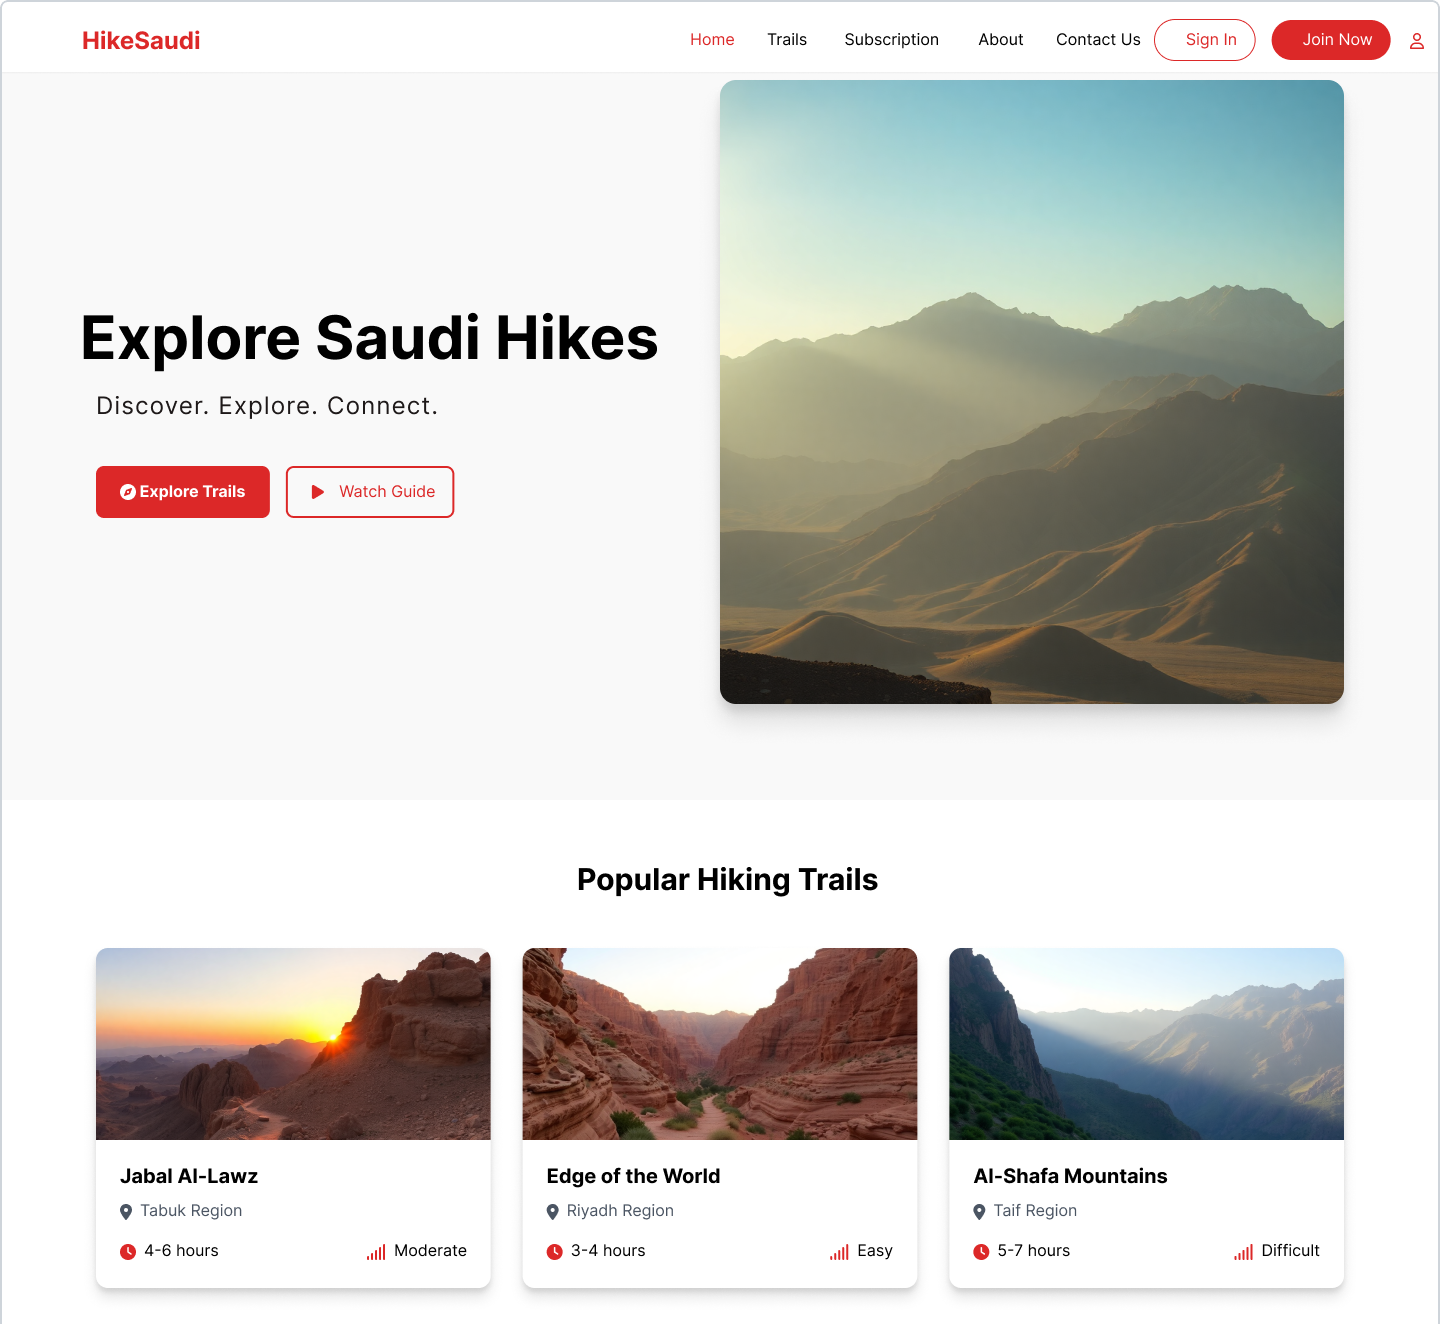 HikeSaudi
Home Trails Subscription About Contact Us Sign In Join Now
Explore Saudi Hikes
Discover. Explore. Connect.
Explore Trails Watch Guide
Popular Hiking Trails
Jabal Al-Lawz
Tabuk Region
4-6 hours Moderate
Edge of the World
Riyadh Region
3-4 hours Easy
Al-Shafa Mountains
Taif Region
5-7 hours Difficult